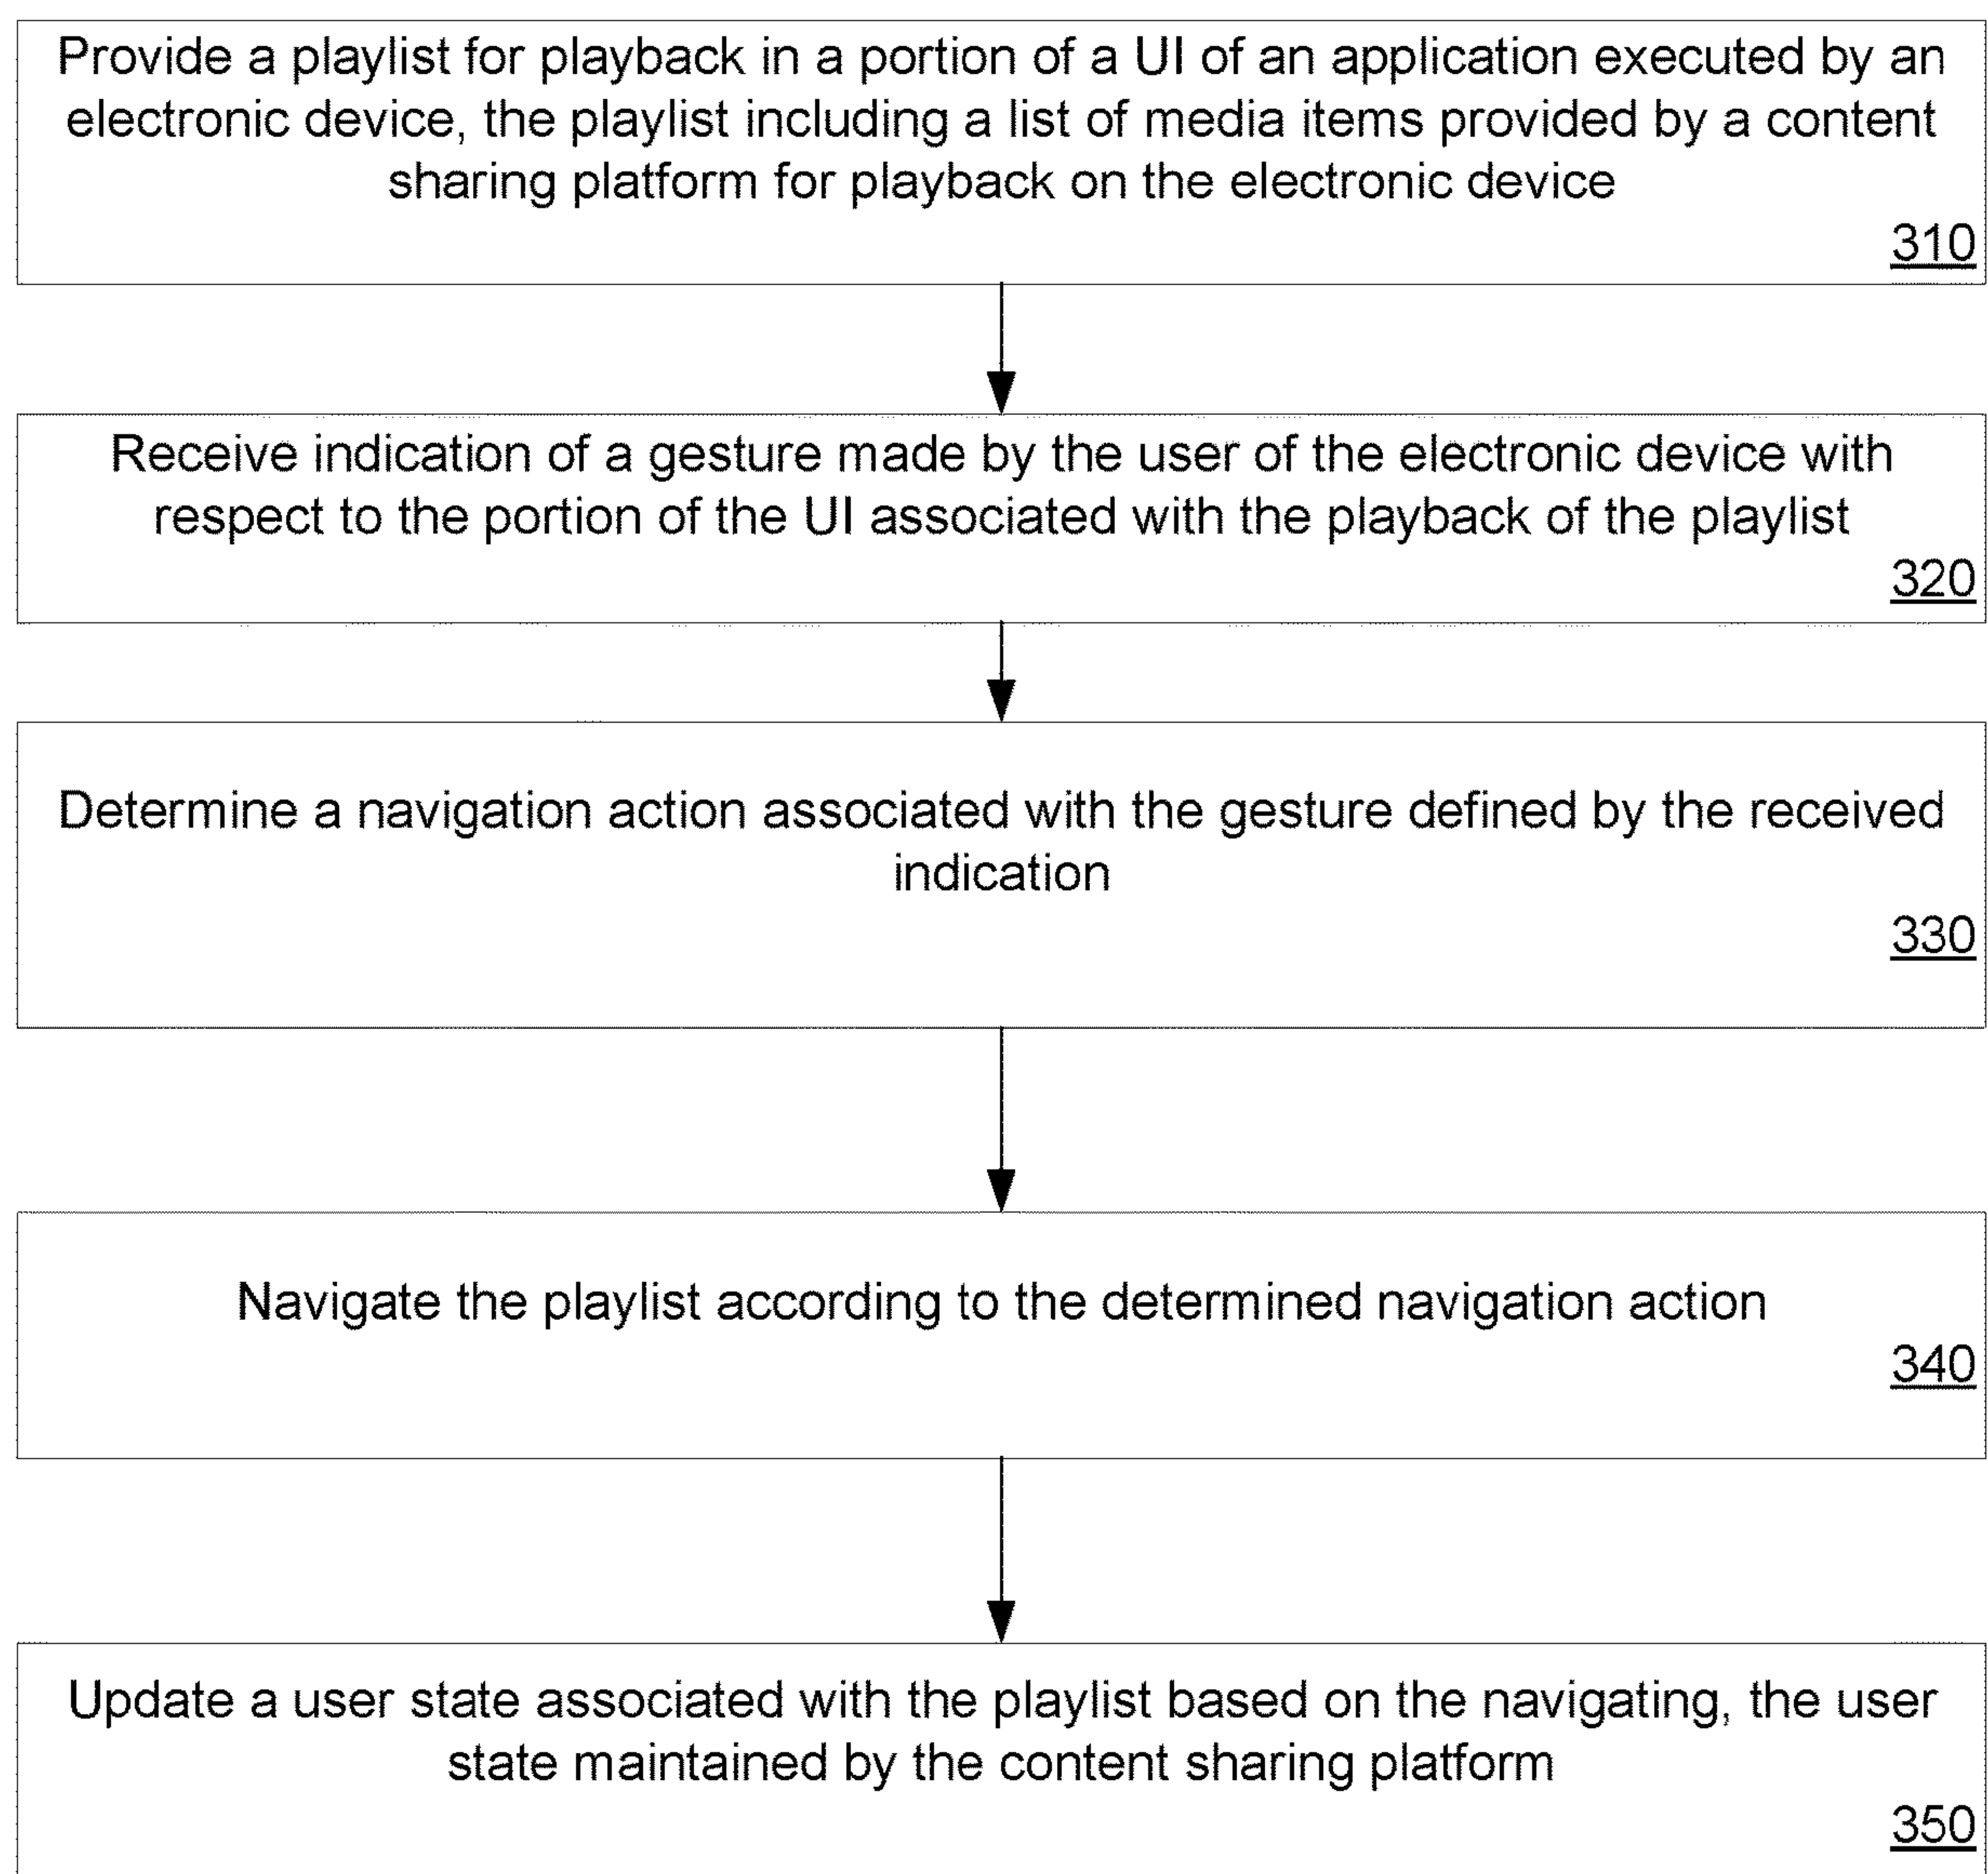 Provide a playlist for playback in a portion of a UI of an application executed by an
electronic device, the playlist including a list of media items provided by a content
sharing platform for playback on the electronic device
310
Receive indication of a gesture made by the user of the electronic device with
respect to the portion of the UI associated with the playback of the playlist
320
Determine a navigation action associated with the gesture defined by the received
indication
330
Navigate the playlist according to the determined navigation action
340
Update a user state associated with the playlist based on the navigating, the user
state maintained by the content sharing platform
350